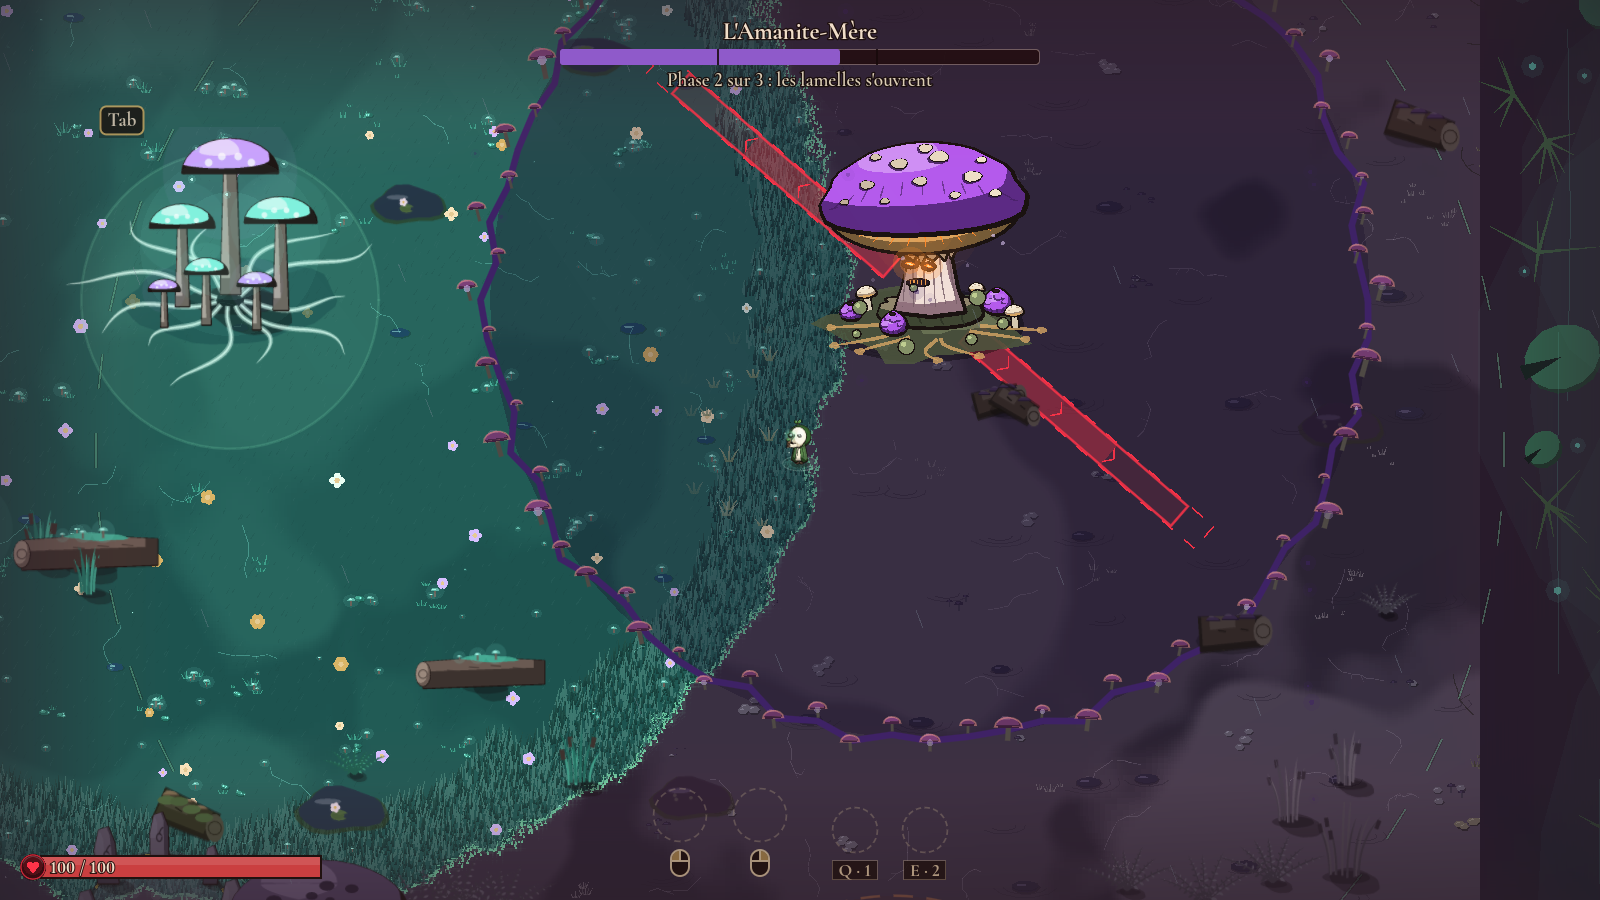 L'Amanite-Mère
Phase 2 sur 3 : les lamelles s'ouvrent
Tab
100 / 100
Q · 1
E · 2